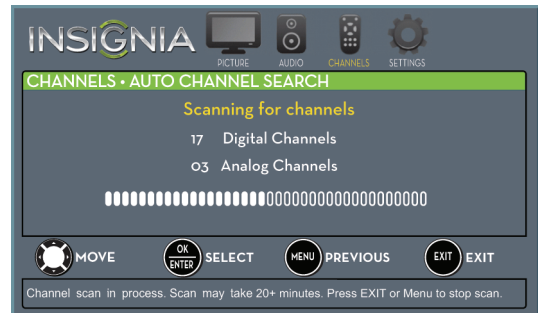 INSIGNIA
PICTURE AUDIO CHANNELS SETTINGS
CHANNELS • AUTO CHANNEL SEARCH
Scanning for channels
17 Digital Channels
03 Analog Channels
MOVE OK ENTER SELECT MENU PREVIOUS EXIT EXIT
Channel scan in process. Scan may take 20+ minutes. Press EXIT or Menu to stop scan.